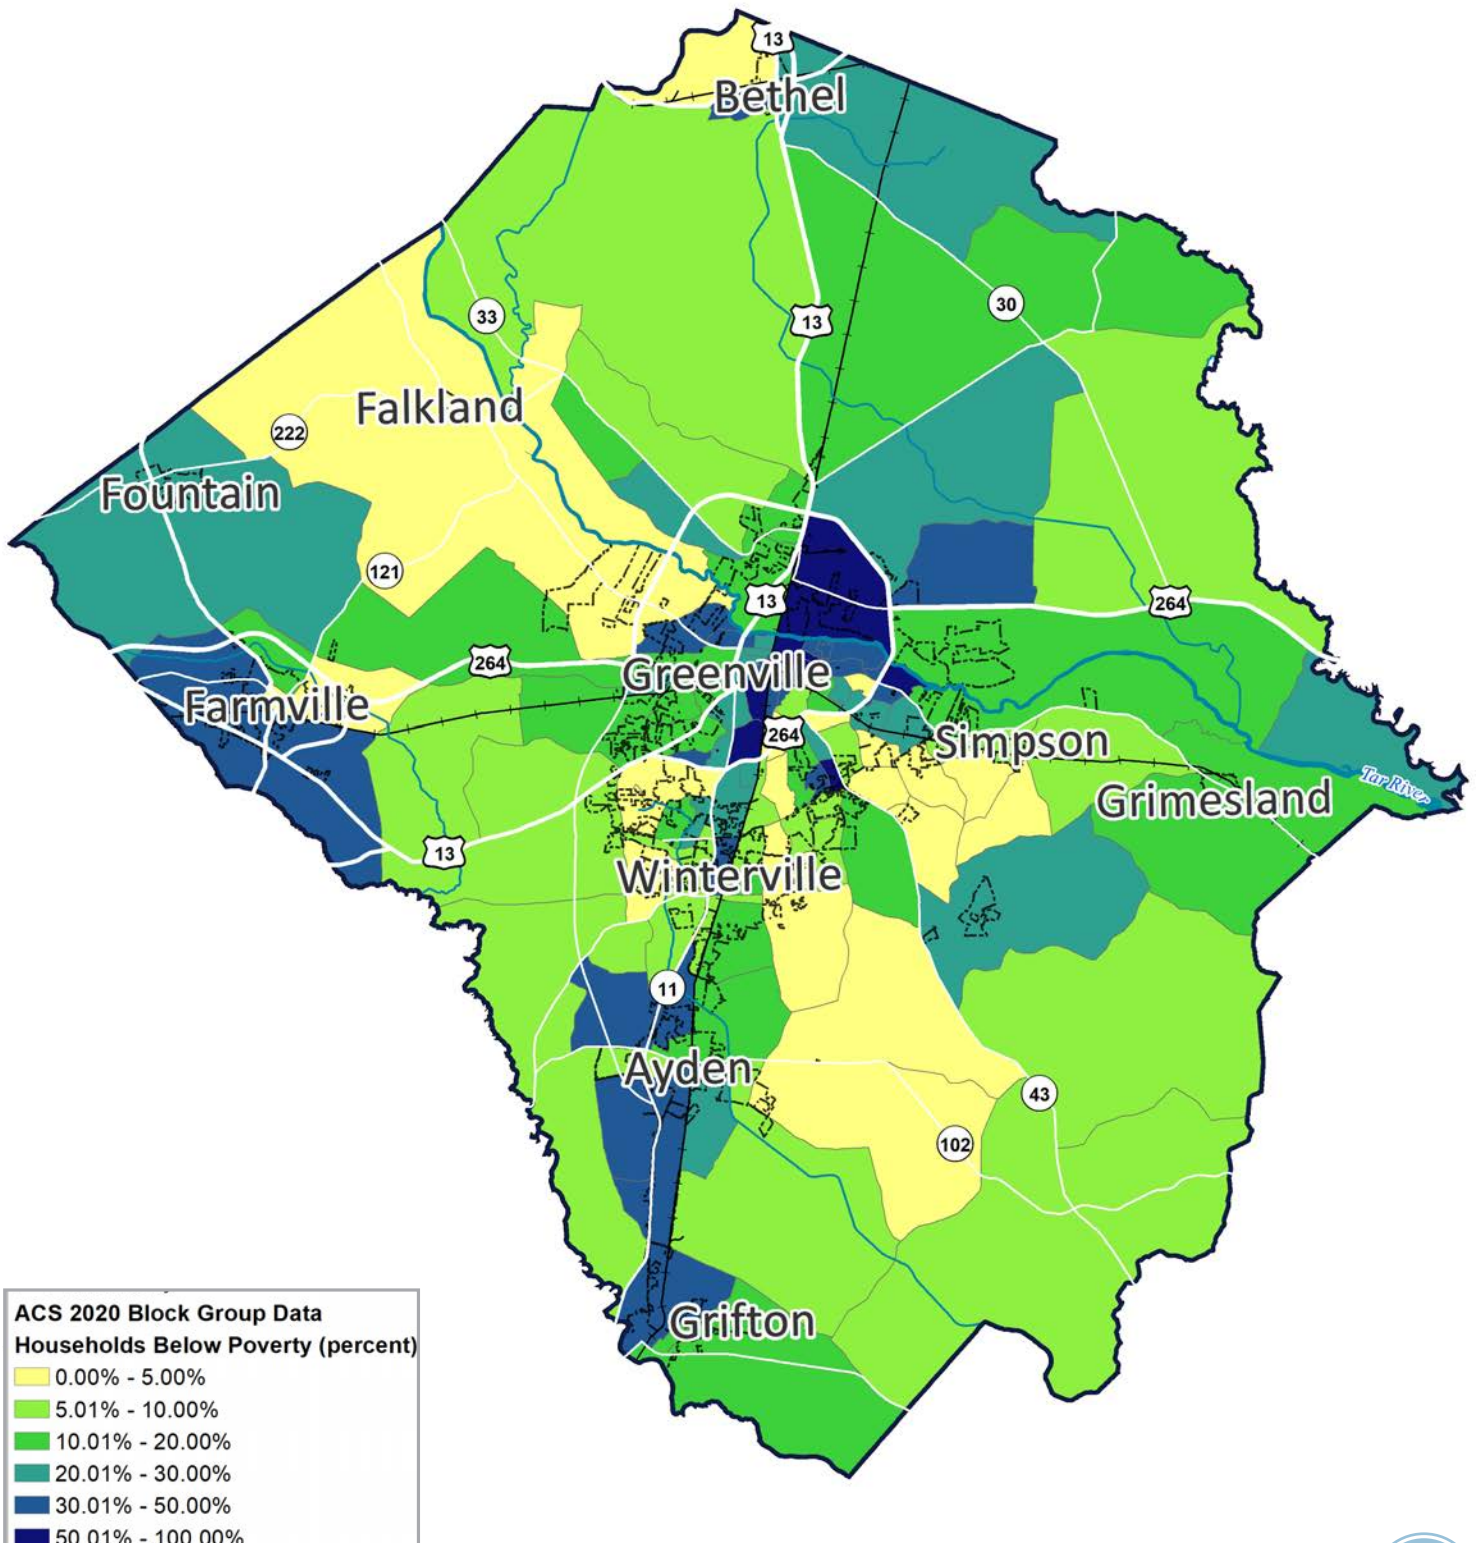 13
Bethel
33
13
30
Falkland
222
Fountain
121
13
264
264
Greenville
Farmville
264
Simpson
Tar River
Grimesland
13
Winterville
11
Ayden
43
102
Grifton
ACS 2020 Block Group Data
Households Below Poverty (percent)
0.00% - 5.00%
5.01% - 10.00%
10.01% - 20.00%
20.01% - 30.00%
30.01% - 50.00%
50.01% - 100.00%